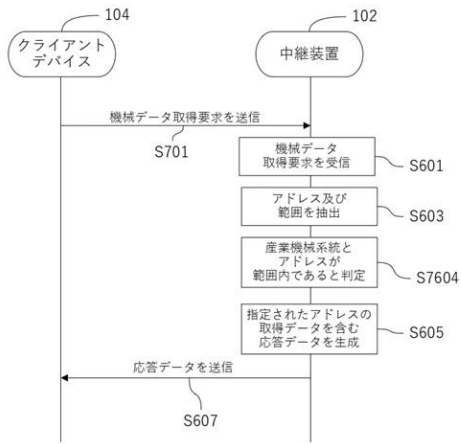 104
102
クライアント
デバイス
中継装置
機械データ取得要求を送信
S701
機械データ
取得要求を受信
S601
アドレス及び
範囲を抽出
S603
産業機械系統と
アドレスが
範囲内であると判定
S7604
指定されたアドレスの
取得データを含む
応答データを生成
S605
応答データを送信
S607